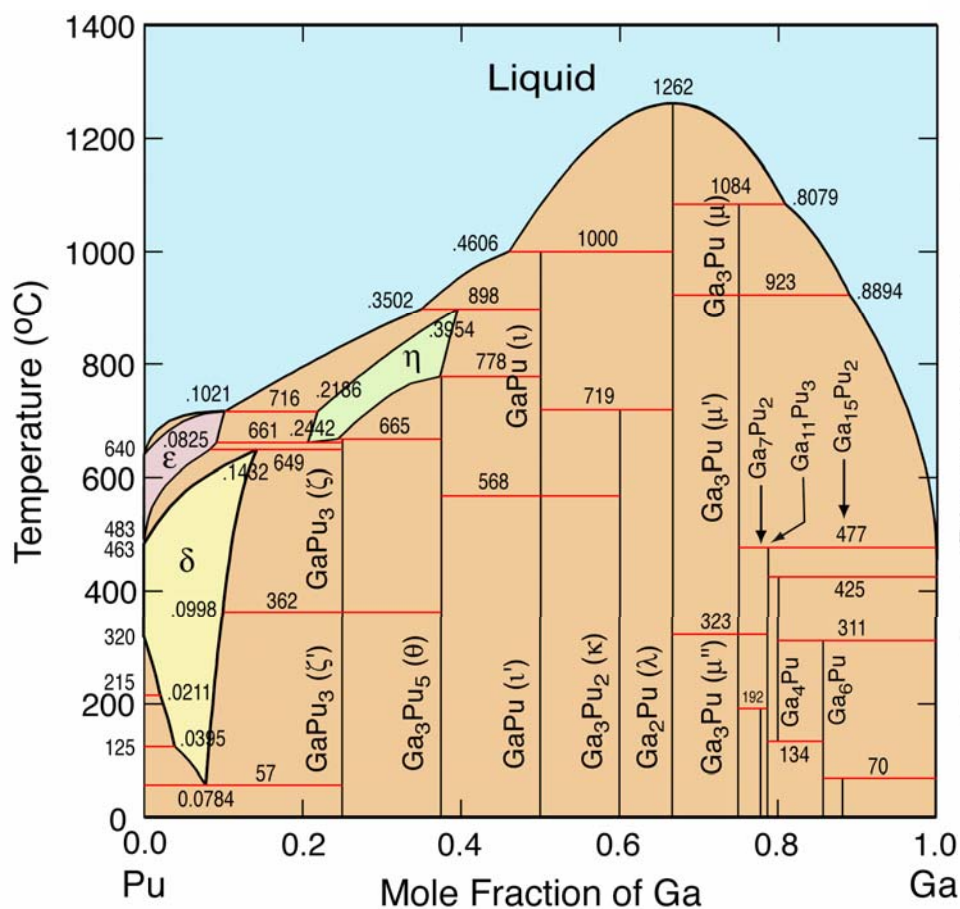 1400
1200
1000
800
600
400
200
0
640
483
463
320
215
125
Temperature (ºC)
Liquid
1262
1084
.8079
.4606
1000
923
.8894
.3502
898
.3954
η
778
.1021
716
.2186
719
.0825
661
.2442
665
ε
649
.1432
568
477
425
δ
.0998
362
323
311
.0211
192
.0395
134
57
70
0.0784
GaPu3 (ζ)
GaPu3 (ζ')
Ga3Pu5 (θ)
GaPu (ι)
GaPu (ι')
Ga3Pu2 (κ)
Ga2Pu (λ)
Ga3Pu (μ)
Ga3Pu (μ')
Ga3Pu (μ")
Ga7Pu2
Ga11Pu3
Ga15Pu2
Ga4Pu
Ga6Pu
0.0
0.2
0.4
0.6
0.8
1.0
Pu
Mole Fraction of Ga
Ga